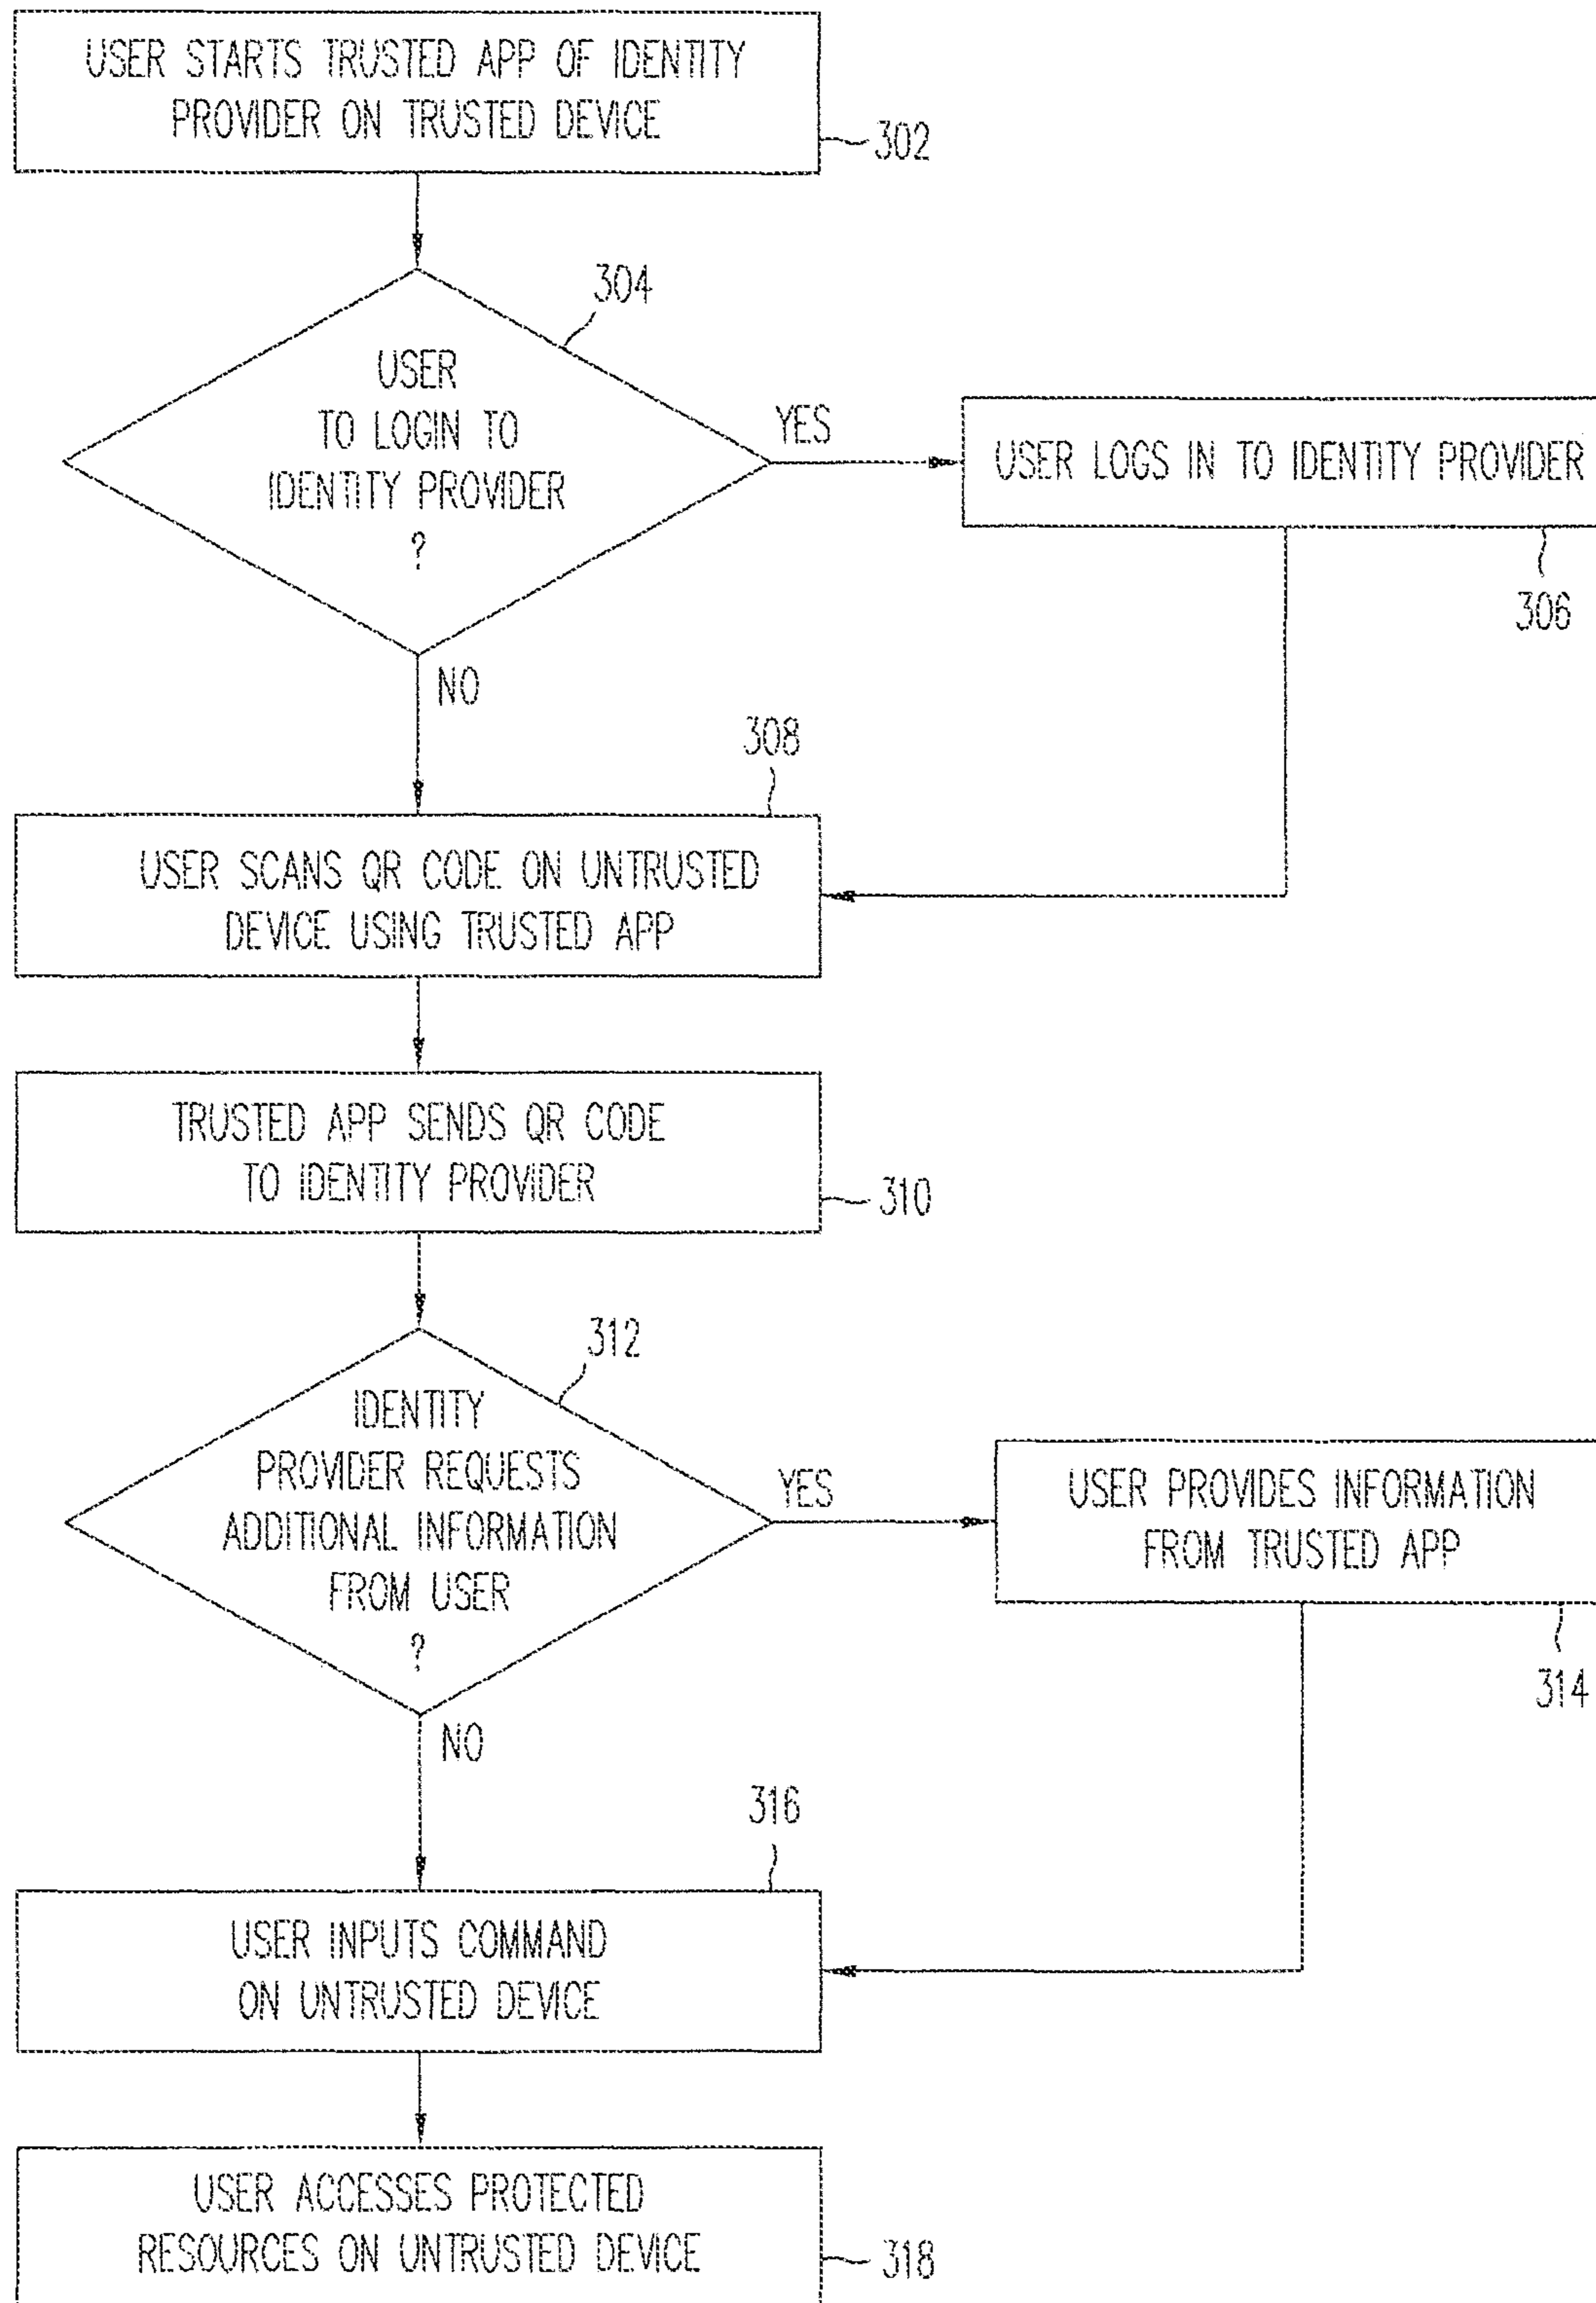 USER STARTS TRUSTED APP OF IDENTITY
PROVIDER ON TRUSTED DEVICE
302
304
USER
TO LOGIN TO
IDENTITY PROVIDER
?
YES
USER LOGS IN TO IDENTITY PROVIDER
306
NO
308
USER SCANS QR CODE ON UNTRUSTED
DEVICE USING TRUSTED APP
TRUSTED APP SENDS QR CODE
TO IDENTITY PROVIDER
310
312
IDENTITY
PROVIDER REQUESTS
ADDITIONAL INFORMATION
FROM USER
?
YES
USER PROVIDES INFORMATION
FROM TRUSTED APP
314
NO
316
USER INPUTS COMMAND
ON UNTRUSTED DEVICE
USER ACCESSES PROTECTED
RESOURCES ON UNTRUSTED DEVICE
318